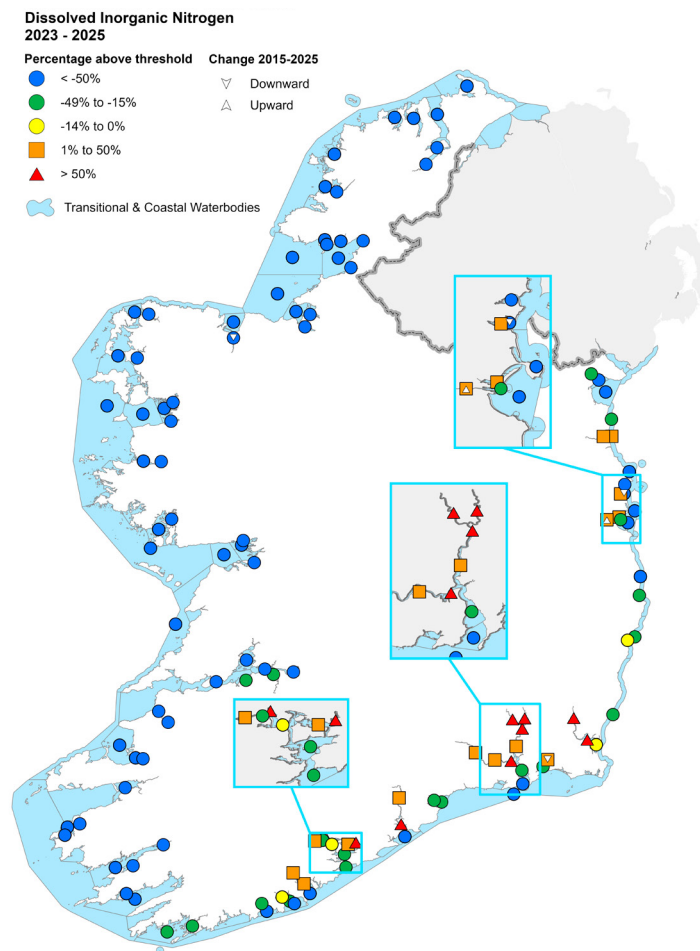 Dissolved Inorganic Nitrogen
2023 - 2025
Percentage above threshold
< -50%
-49% to -15%
-14% to 0%
1% to 50%
> 50%
Transitional & Coastal Waterbodies
Change 2015-2025
Downward
Upward